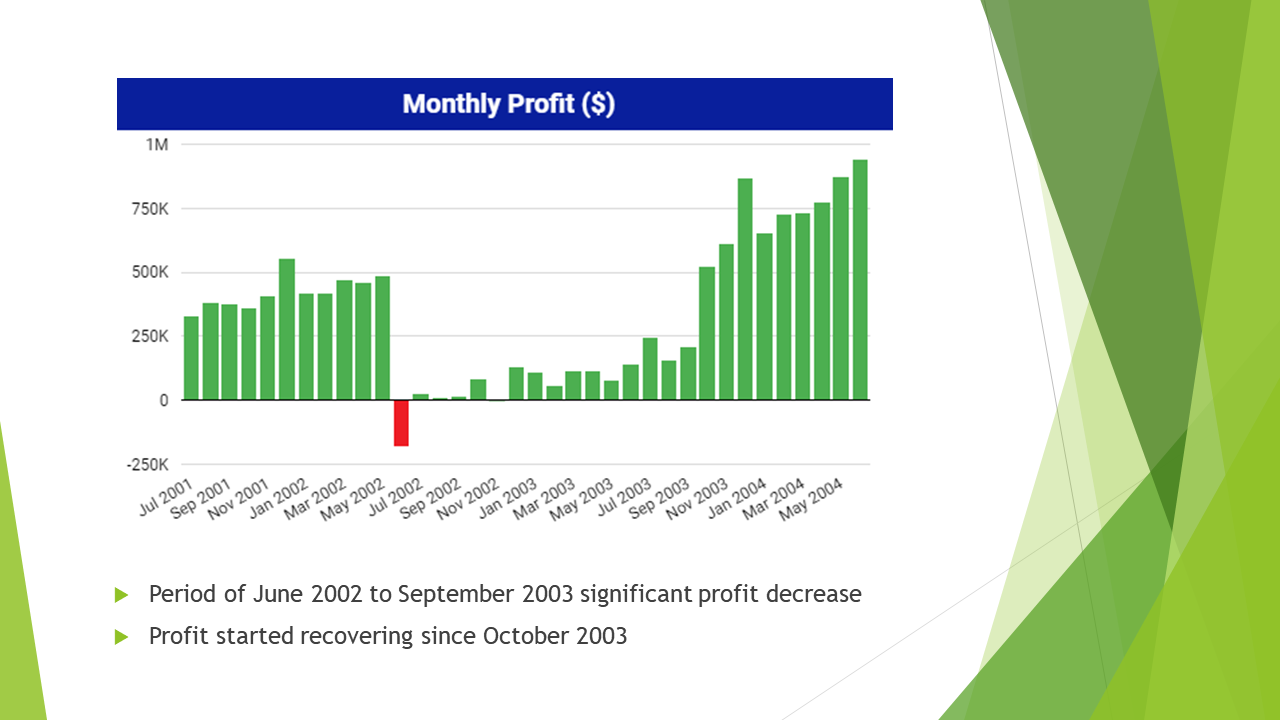 Monthly Profit ($)
1M
750K
500K
250K
0
-250K
Jul 2001
Sep 2001
Nov 2001
Jan 2002
Mar 2002
May 2002
Jul 2002
Sep 2002
Nov 2002
Jan 2003
Mar 2003
May 2003
Jul 2003
Sep 2003
Nov 2003
Jan 2004
Mar 2004
May 2004
Period of June 2002 to September 2003 significant profit decrease
Profit started recovering since October 2003